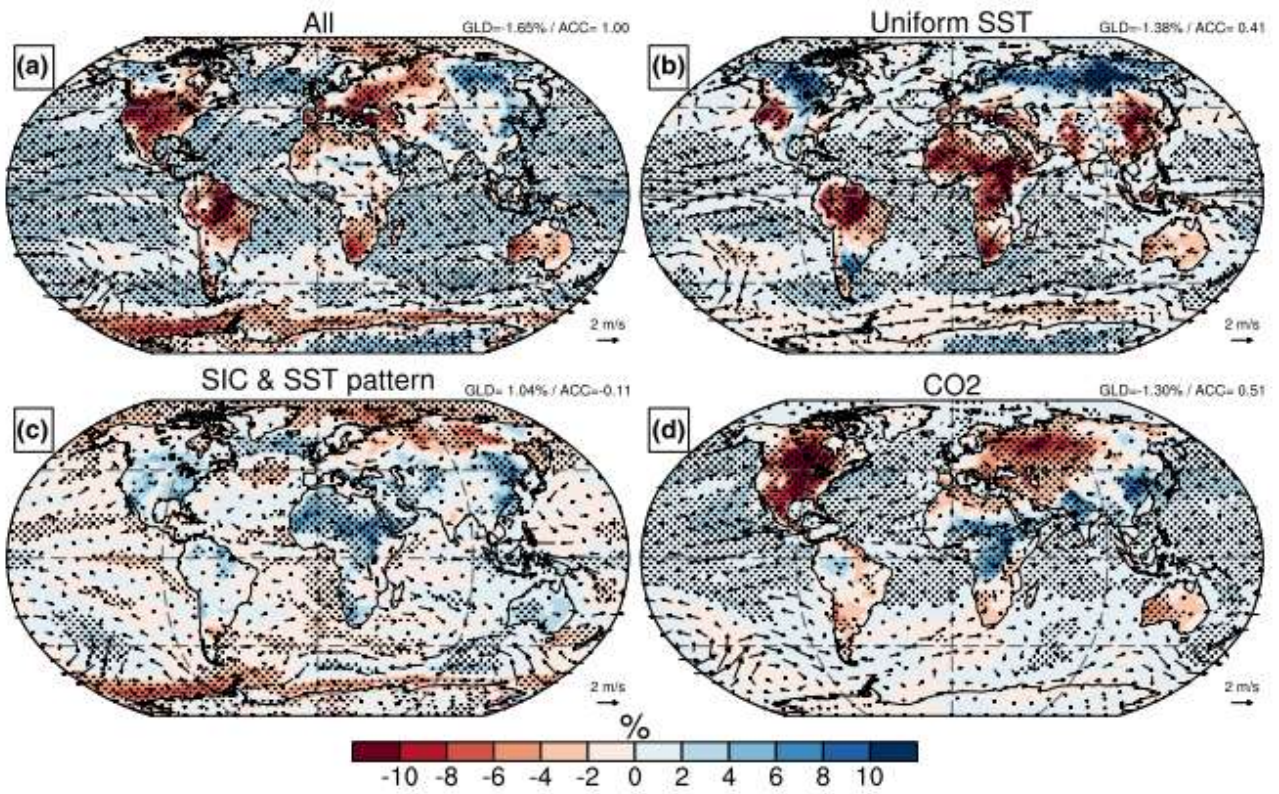 All
GLD=-1.65% / ACC= 1.00
(a)
2 m/s
Uniform SST
GLD=-1.38% / ACC= 0.41
(b)
2 m/s
SIC & SST pattern
GLD= 1.04% / ACC=-0.11
(c)
2 m/s
CO2
GLD=-1.30% / ACC= 0.51
(d)
2 m/s
%
-10 -8 -6 -4 -2 0 2 4 6 8 10